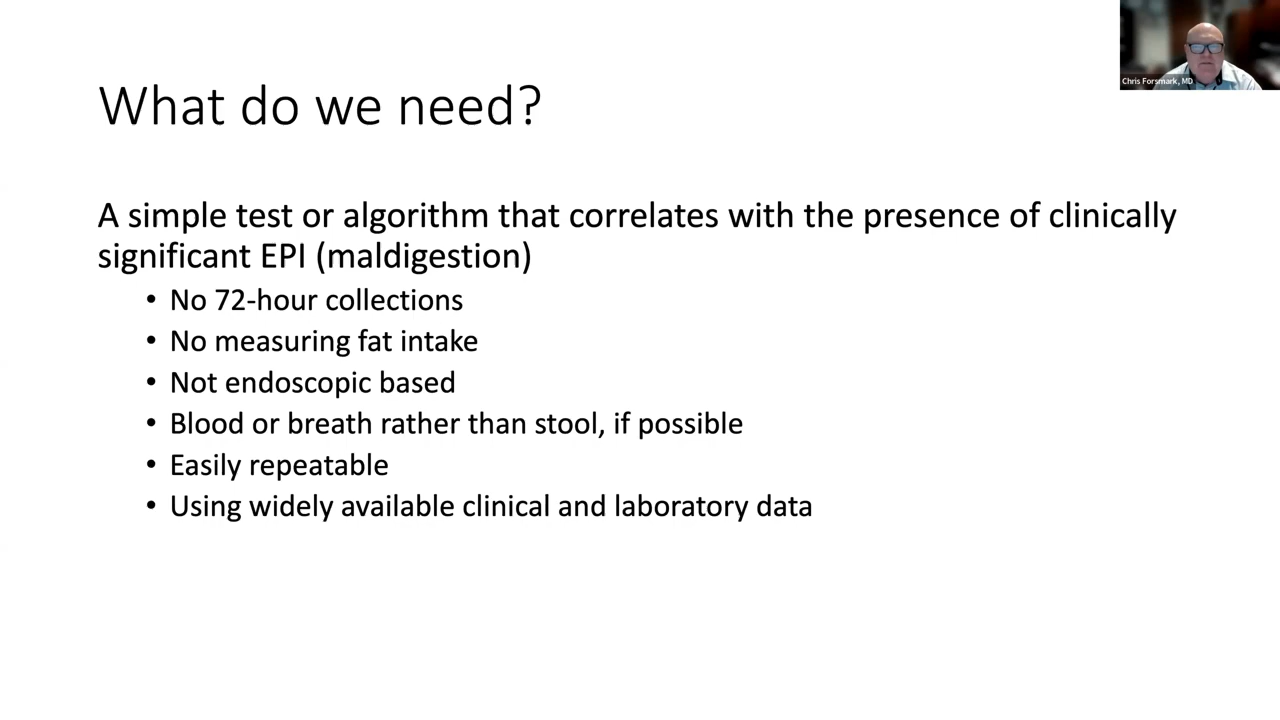 Chris Forsmark, MD
What do we need?
A simple test or algorithm that correlates with the presence of clinically
significant EPI (maldigestion)
• No 72-hour collections
• No measuring fat intake
• Not endoscopic based
• Blood or breath rather than stool, if possible
• Easily repeatable
• Using widely available clinical and laboratory data